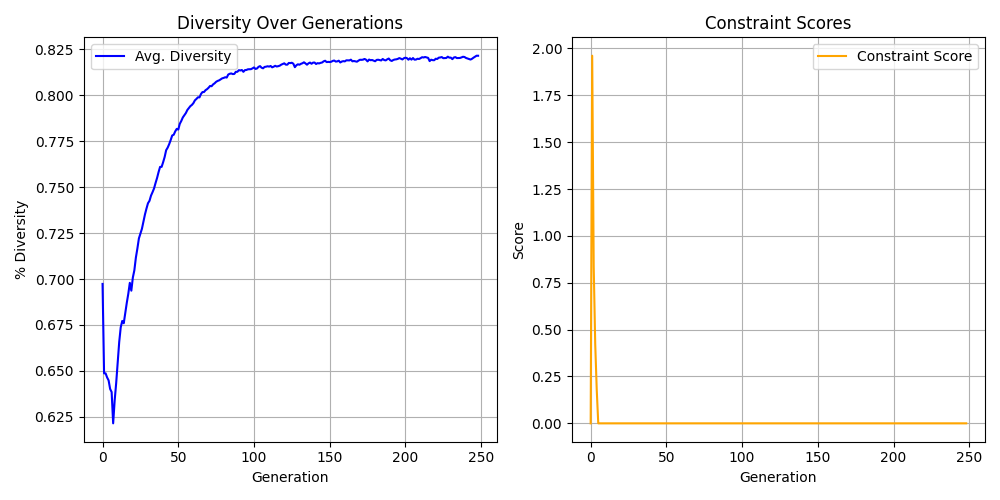 Diversity Over Generations
Avg. Diversity
% Diversity
0.825
0.800
0.775
0.750
0.725
0.700
0.675
0.650
0.625
0 50 100 150 200 250
Generation
Constraint Scores
Constraint Score
Score
2.00
1.75
1.50
1.25
1.00
0.75
0.50
0.25
0.00
0 50 100 150 200 250
Generation